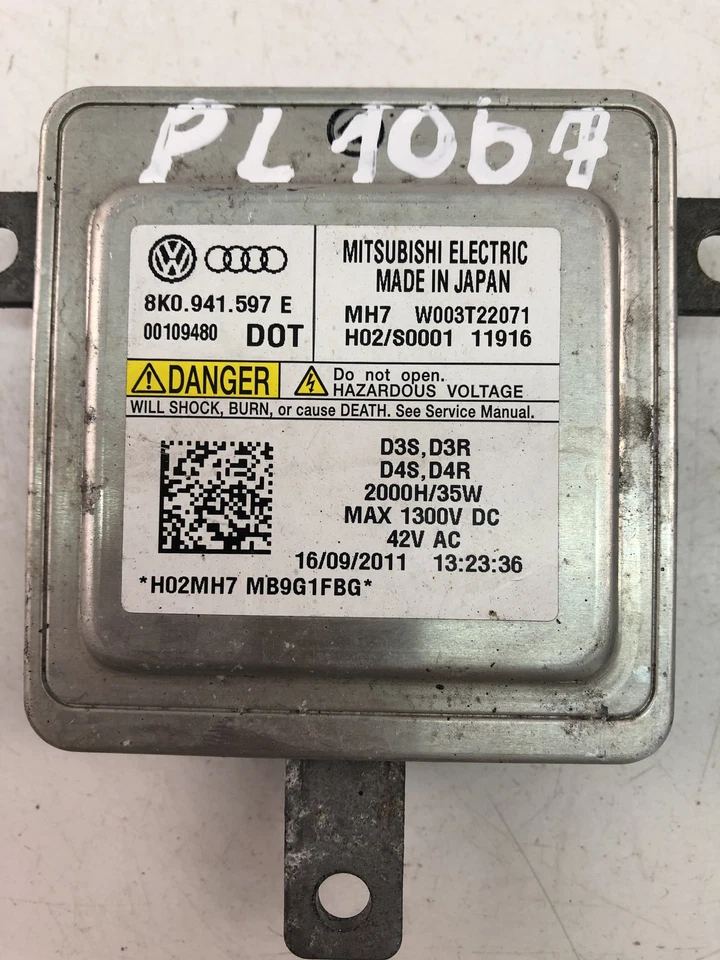 PL 1067
8K0.941.597 E
00109480 DOT
MITSUBISHI ELECTRIC
MADE IN JAPAN
MH7 W003T22071
H02/S0001 11916
DANGER
Do not open.
HAZARDOUS VOLTAGE
WILL SHOCK, BURN, or cause DEATH. See Service Manual.
D3S,D3R
D4S,D4R
2000H/35W
MAX 1300V DC
42V AC
16/09/2011 13:23:36
*H02MH7 MB9G1FBG*